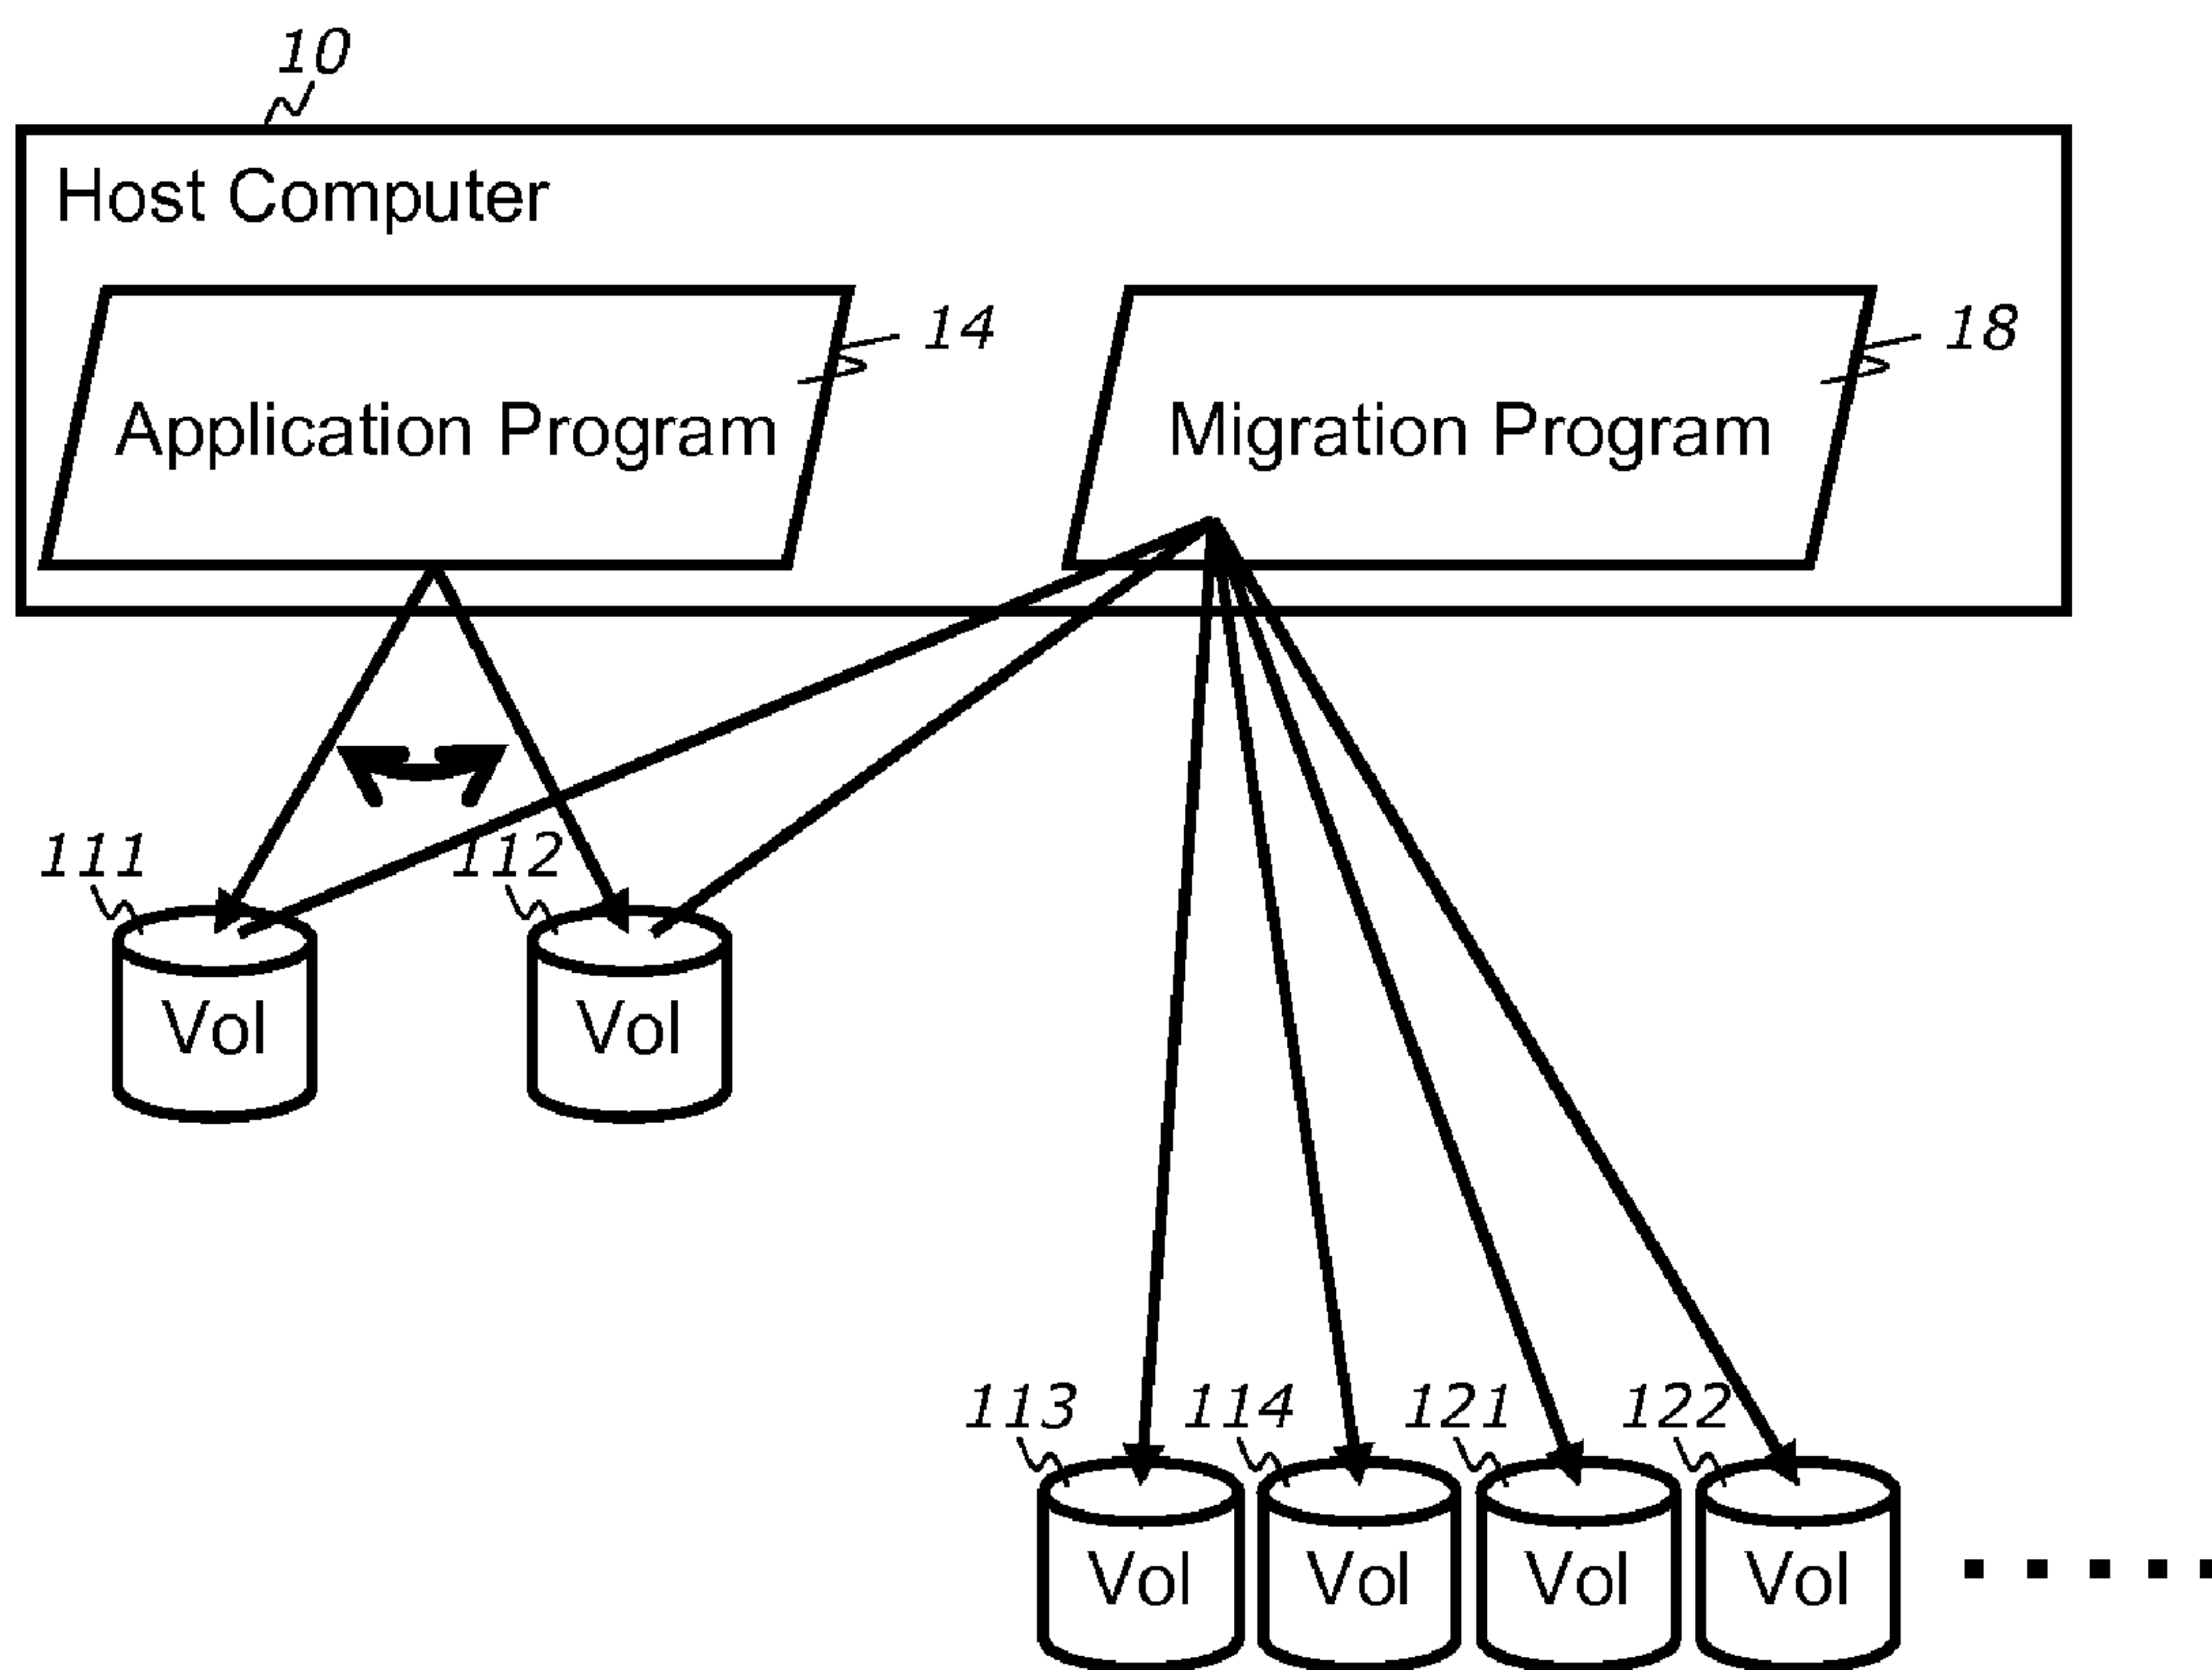 10
Host Computer
14
18
Application Program
Migration Program
111
112
Vol
Vol
113
114
121
122
Vol
Vol
Vol
Vol